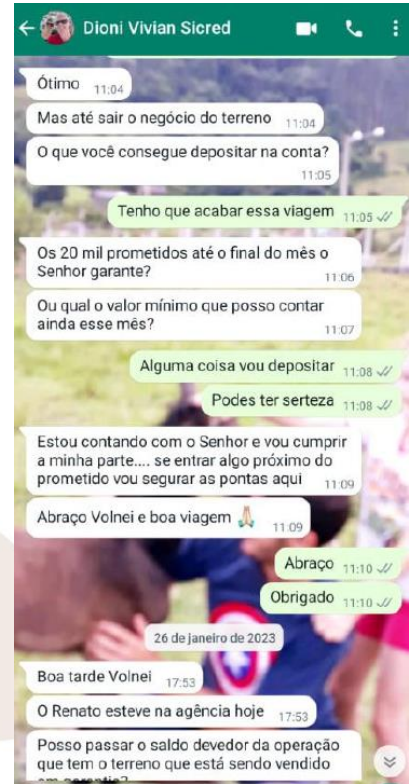 Dioni Vivian Sicred
Ótimo 11:04
Mas até sair o negócio do terreno 11:04
O que você consegue depositar na conta?
11:05
Tenho que acabar essa viagem 11:05
Os 20 mil prometidos até o final do mês o
Senhor garante? 11:06
Ou qual o valor mínimo que posso contar
ainda esse mês? 11:07
Alguma coisa vou depositar 11:08
Podes ter serteza 11:08
Estou contando com o Senhor e vou cumprir
a minha parte.... se entrar algo próximo do
prometido vou segurar as pontas aqui 11:09
Abraço Volnei e boa viagem 🙏🏻 11:09
Abraço 11:10
Obrigado 11:10
26 de janeiro de 2023
Boa tarde Volnei 17:53
O Renato esteve na agência hoje 17:53
Posso passar o saldo devedor da operação
que tem o terreno que está sendo vendido
em garantia?